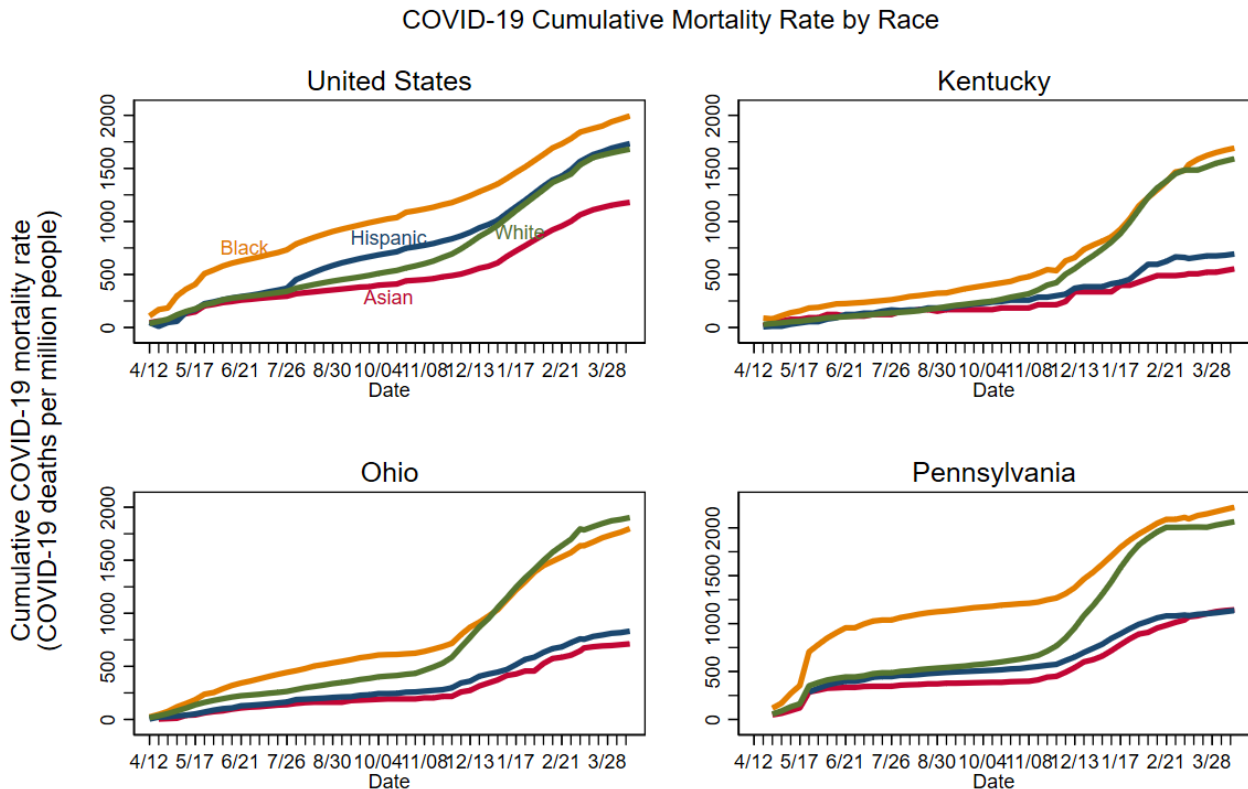 COVID-19 Cumulative Mortality Rate by Race
Cumulative COVID-19 mortality rate
(COVID-19 deaths per million people)
United States
2000
1500
1000
500
0
Black
Hispanic
White
Asian
4/12 5/17 6/21 7/26 8/30 10/04 11/08 12/13 1/17 2/21 3/28
Date
Kentucky
2000
1500
1000
500
0
4/12 5/17 6/21 7/26 8/30 10/04 11/08 12/13 1/17 2/21 3/28
Date
Ohio
2000
1500
1000
500
0
4/12 5/17 6/21 7/26 8/30 10/04 11/08 12/13 1/17 2/21 3/28
Date
Pennsylvania
2000
1500
1000
500
0
4/12 5/17 6/21 7/26 8/30 10/04 11/08 12/13 1/17 2/21 3/28
Date